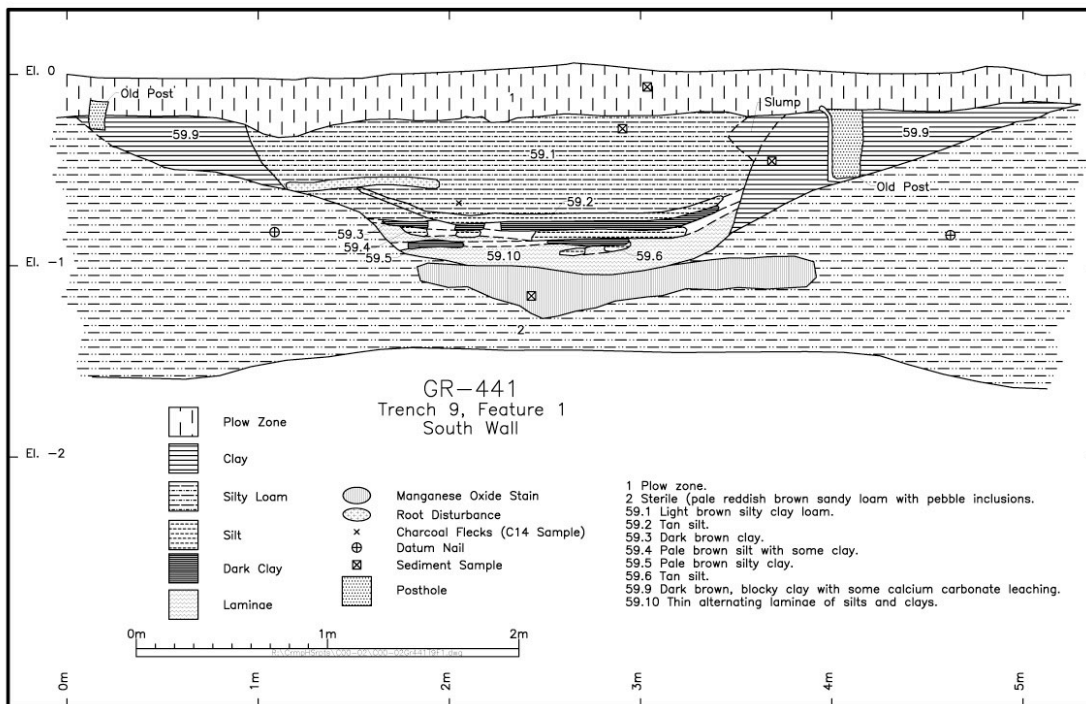 El. 0
Old Post
1
Slump
59.9
59.9
59.1
Old Post
59.2
59.3
59.4
59.5
59.10
59.6
El. -1
2
GR-441
Trench 9, Feature 1
South Wall
El. -2
Plow Zone
Clay
Silty Loam
Silt
Dark Clay
Laminae
Manganese Oxide Stain
Root Disturbance
Charcoal Flecks (C14 Sample)
Datum Nail
Sediment Sample
Posthole
1 Plow zone.
2 Sterile (pale reddish brown sandy loam with pebble inclusions.
59.1 Light brown silty clay loam.
59.2 Tan silt.
59.3 Dark brown clay.
59.4 Pale brown silt with some clay.
59.5 Pale brown silty clay.
59.6 Tan silt.
59.9 Dark brown, blocky clay with some calcium carbonate leaching.
59.10 Thin alternating laminae of silts and clays.
0m 1m 2m
0m 1m 2m 3m 4m 5m